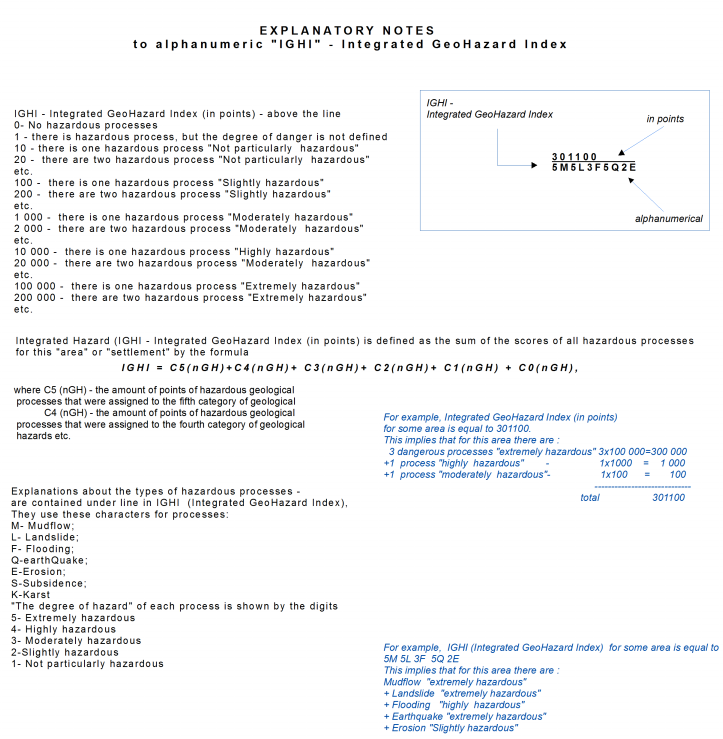 EXPLANATORY NOTES
to alphanumeric "IGHI" - Integrated GeoHazard Index
IGHI - Integrated GeoHazard Index (in points) - above the line
0- No hazardous processes
1 - there is hazardous process, but the degree of danger is not defined
10 - there is one hazardous process "Not particularly hazardous"
20 - there are two hazardous process "Not particularly hazardous"
etc.
100 - there is one hazardous process "Slightly hazardous"
200 - there are two hazardous process "Slightly hazardous"
etc.
1 000 - there is one hazardous process "Moderately hazardous"
2 000 - there are two hazardous process "Moderately hazardous"
etc.
10 000 - there is one hazardous process "Highly hazardous"
20 000 - there are two hazardous process "Moderately hazardous"
etc.
100 000 - there is one hazardous process "Extremely hazardous"
200 000 - there are two hazardous process "Extremely hazardous"
etc.
IGHI -
Integrated GeoHazard Index
in points
301100
5M5L3F5Q2E
alphanumerical
Integrated Hazard (IGHI - Integrated GeoHazard Index (in points) is defined as the sum of the scores of all hazardous processes
for this "area" or "settlement" by the formula
IGHI = C5(nGH)+C4(nGH)+ C3(nGH)+ C2(nGH)+ C1(nGH) + C0(nGH),
where C5 (nGH) - the amount of points of hazardous geological
processes that were assigned to the fifth category of geological
C4 (nGH) - the amount of points of hazardous geological
processes that were assigned to the fourth category of geological
hazards etc.
For example, Integrated GeoHazard Index (in points)
for some area is equal to 301100.
This implies that for this area there are :
3 dangerous processes "extremely hazardous" 3x100 000=300 000
+1 process "highly hazardous" - 1x1000 = 1 000
+1 process "moderately hazardous"- 1x100 = 100
----------------------------
total 301100
Explanations about the types of hazardous processes -
are contained under line in IGHI (Integrated GeoHazard Index),
They use these characters for processes:
M- Mudflow;
L- Landslide;
F- Flooding;
Q-earthQuake;
E-Erosion;
S-Subsidence;
K-Karst
"The degree of hazard" of each process is shown by the digits
5- Extremely hazardous
4- Highly hazardous
3- Moderately hazardous
2-Slightly hazardous
1- Not particularly hazardous
For example, IGHI (Integrated GeoHazard Index) for some area is equal to
5M 5L 3F 5Q 2E
This implies that for this area there are :
Mudflow "extremely hazardous"
+ Landslide "extremely hazardous"
+ Flooding "highly hazardous"
+ Earthquake "extremely hazardous"
+ Erosion "Slightly hazardous"